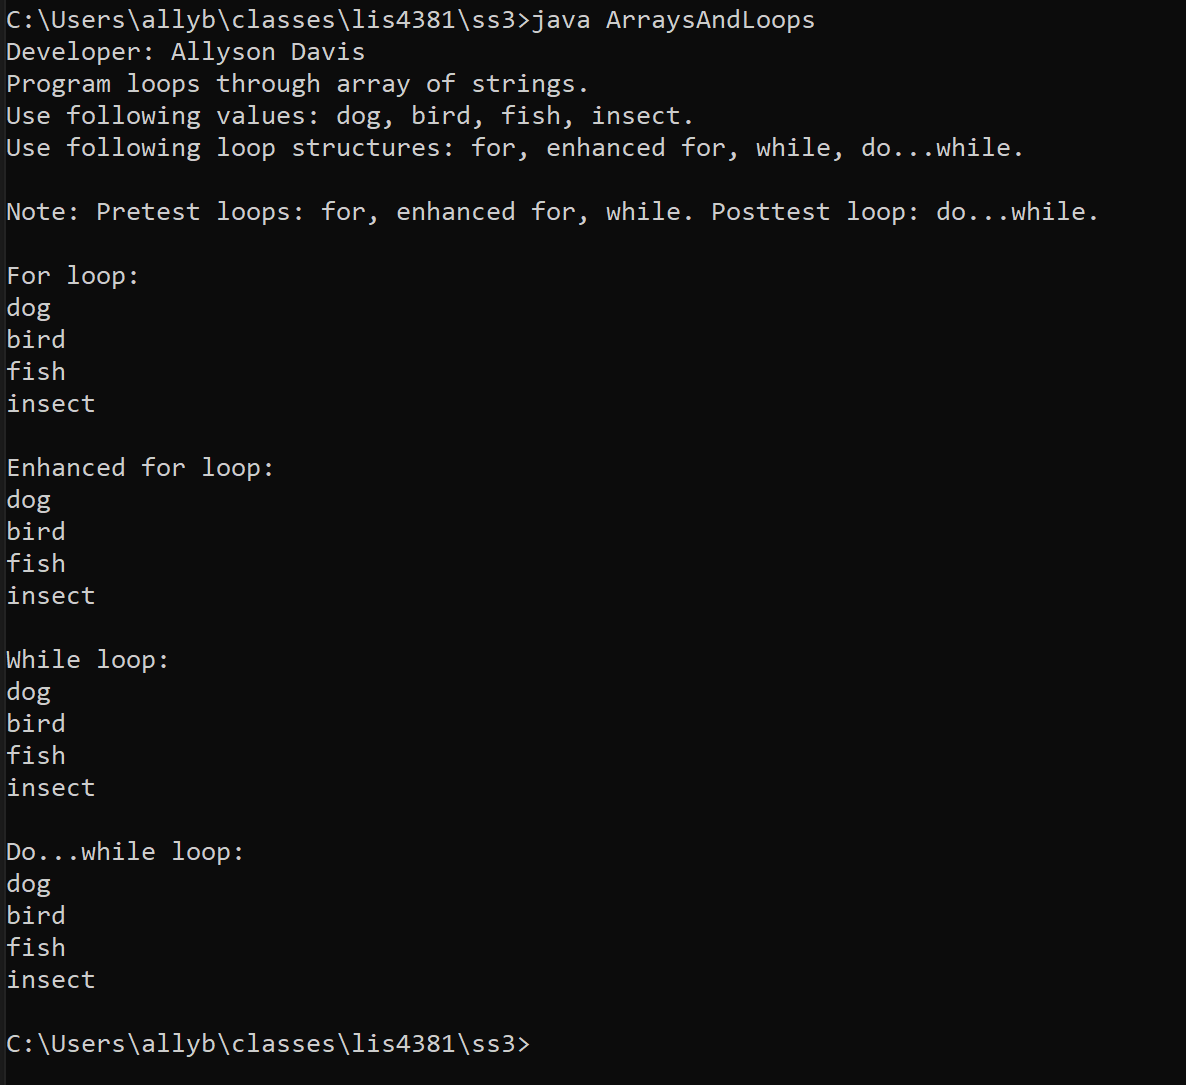 C:\Users\allyb\classes\lis4381\ss3>java ArraysAndLoops
Developer: Allyson Davis
Program loops through array of strings.
Use following values: dog, bird, fish, insect.
Use following loop structures: for, enhanced for, while, do...while.
Note: Pretest loops: for, enhanced for, while. Posttest loop: do...while.
For loop:
dog
bird
fish
insect
Enhanced for loop:
dog
bird
fish
insect
While loop:
dog
bird
fish
insect
Do...while loop:
dog
bird
fish
insect
C:\Users\allyb\classes\lis4381\ss3>